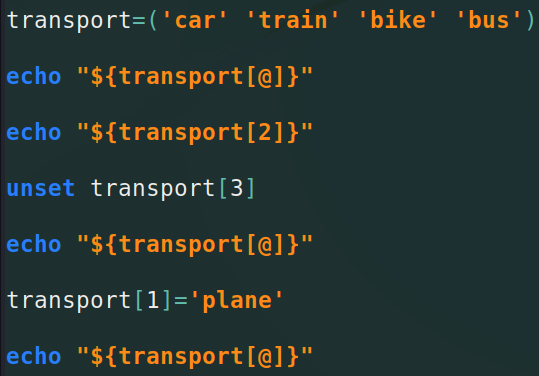 transport=('car' 'train' 'bike' 'bus')
echo "${transport[@]}"
echo "${transport[2]}"
unset transport[3]
echo "${transport[@]}"
transport[1]='plane'
echo "${transport[@]}"